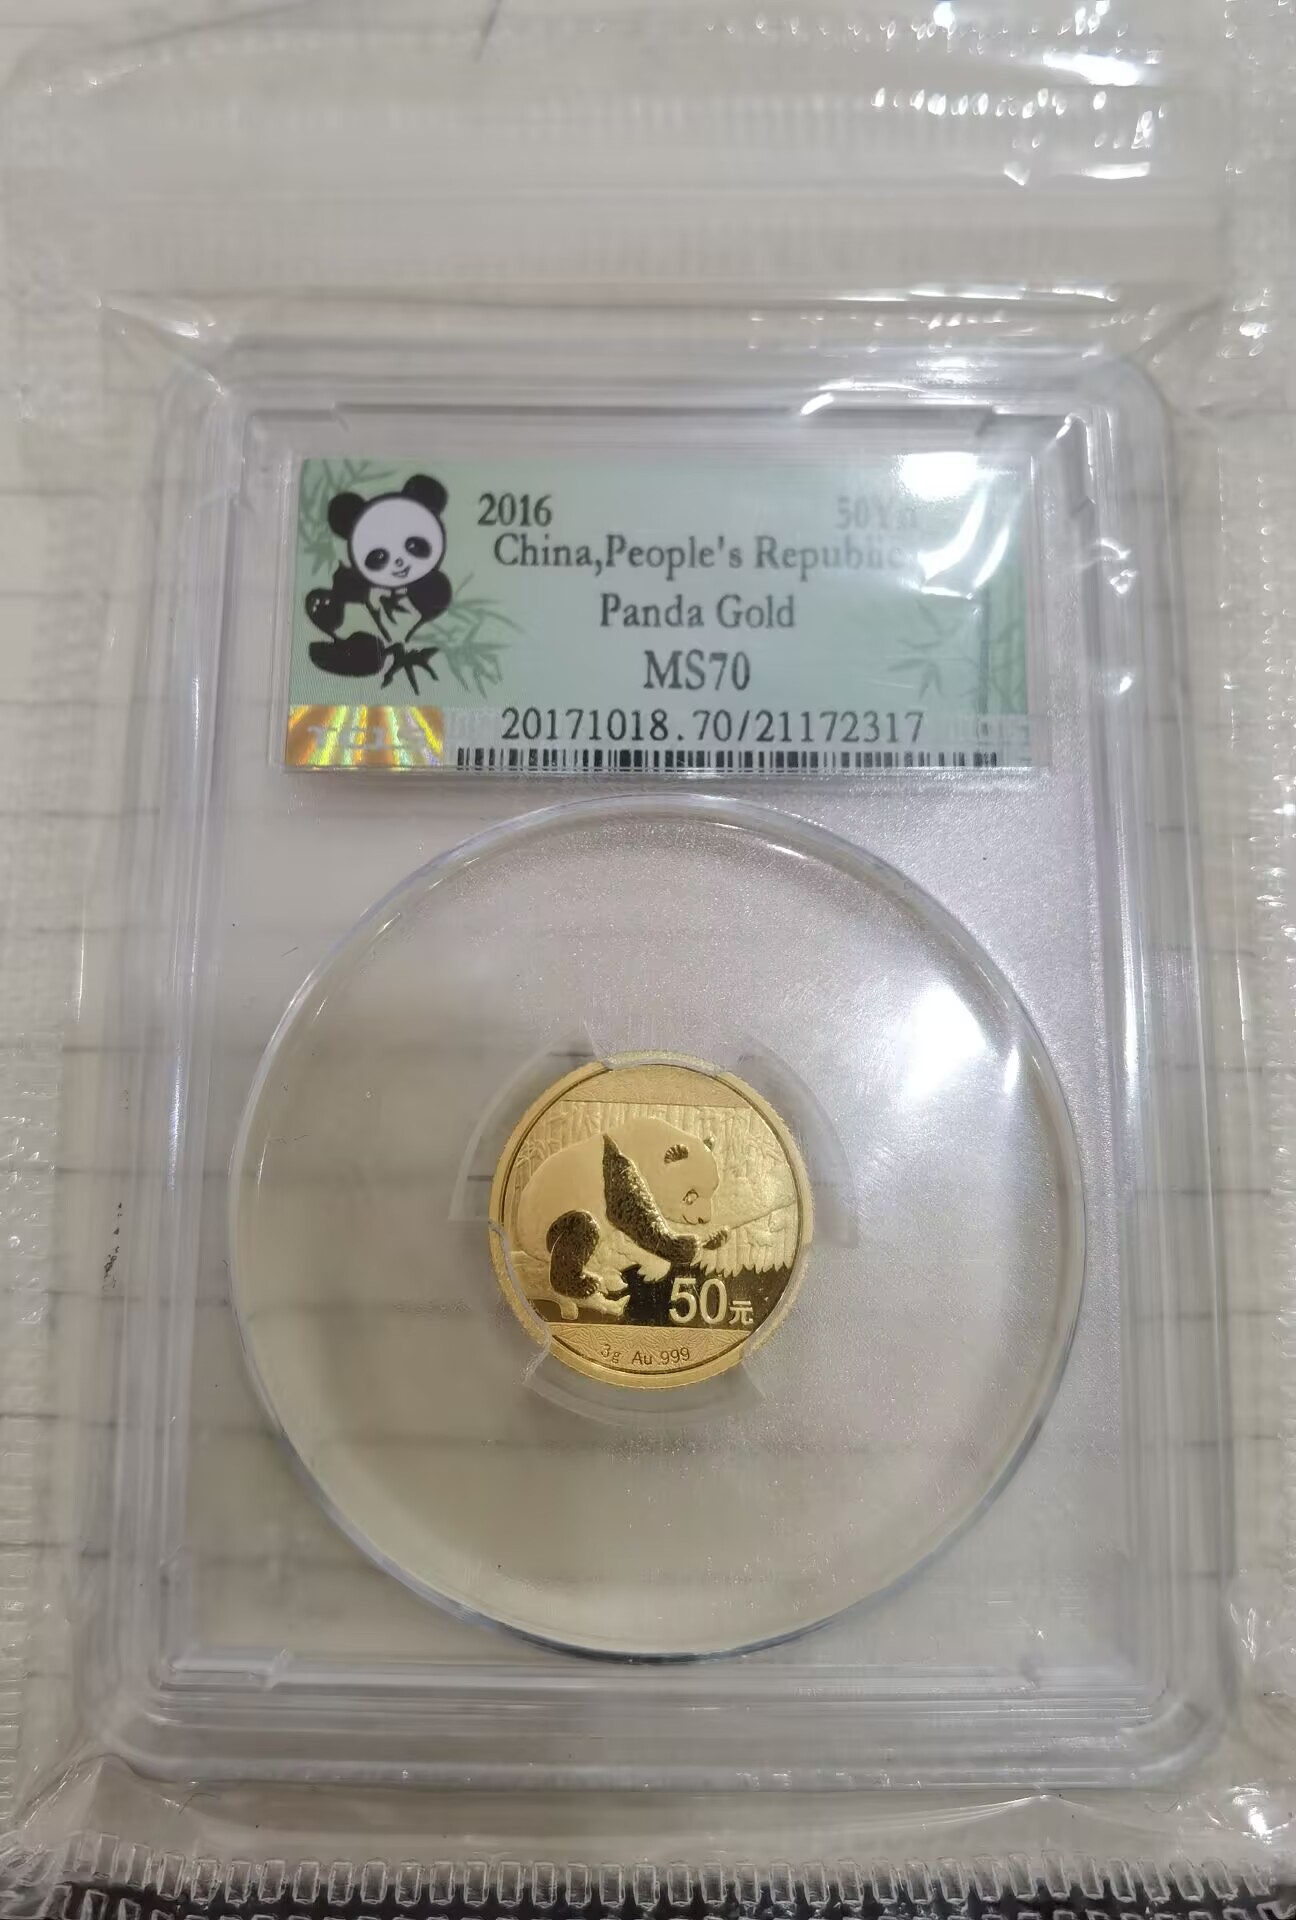 2016 50Yn
China,People's Republic
Panda Gold
MS70
20171018.70/21172317
50元
3g Au.999